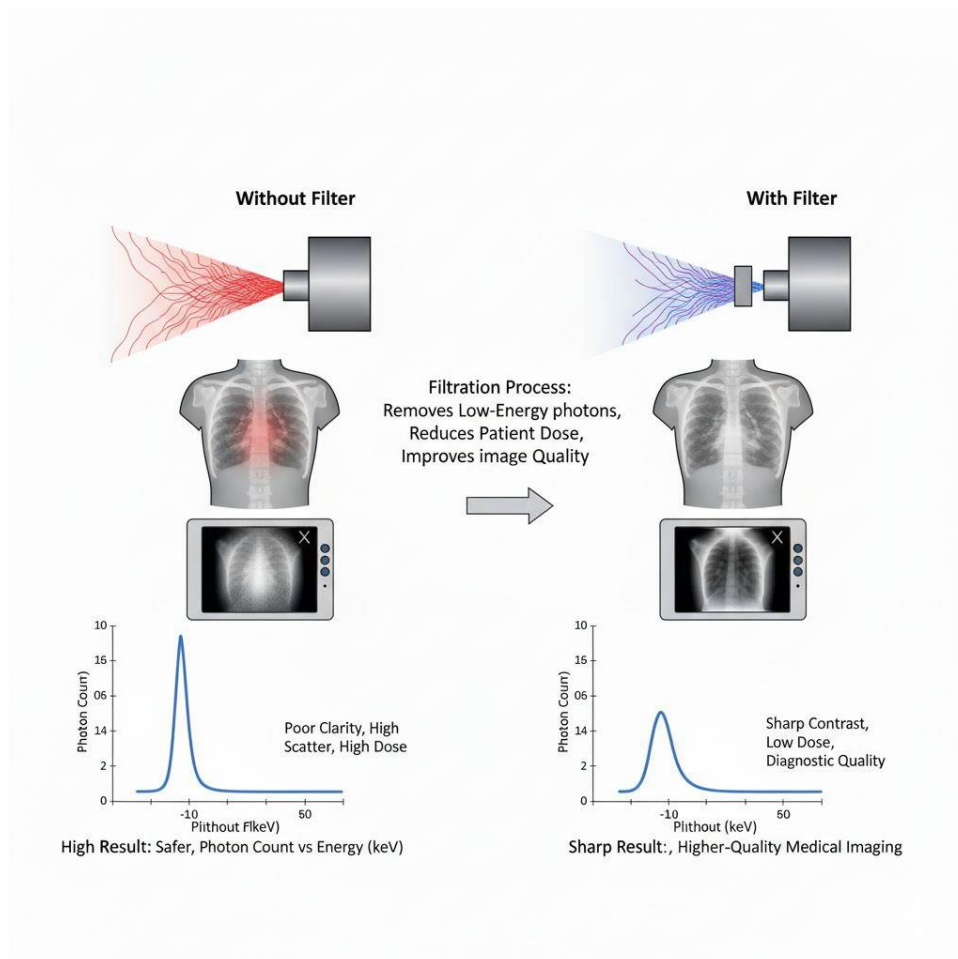 Without Filter
With Filter
Filtration Process:
Removes Low-Energy photons,
Reduces Patient Dose,
Improves image Quality
X
X
10
15
06
14
2
0
Photon Coum)
-10
50
Plithout FlkeV)
Poor Clarity, High
Scatter, High Dose
High Result: Safer, Photon Count vs Energy (keV)
10
15
06
14
2
0
Photon Coum)
-10
50
Plithout (keV)
Sharp Contrast,
Low Dose,
Diagnostic Quality
Sharp Result:, Higher-Quality Medical Imaging